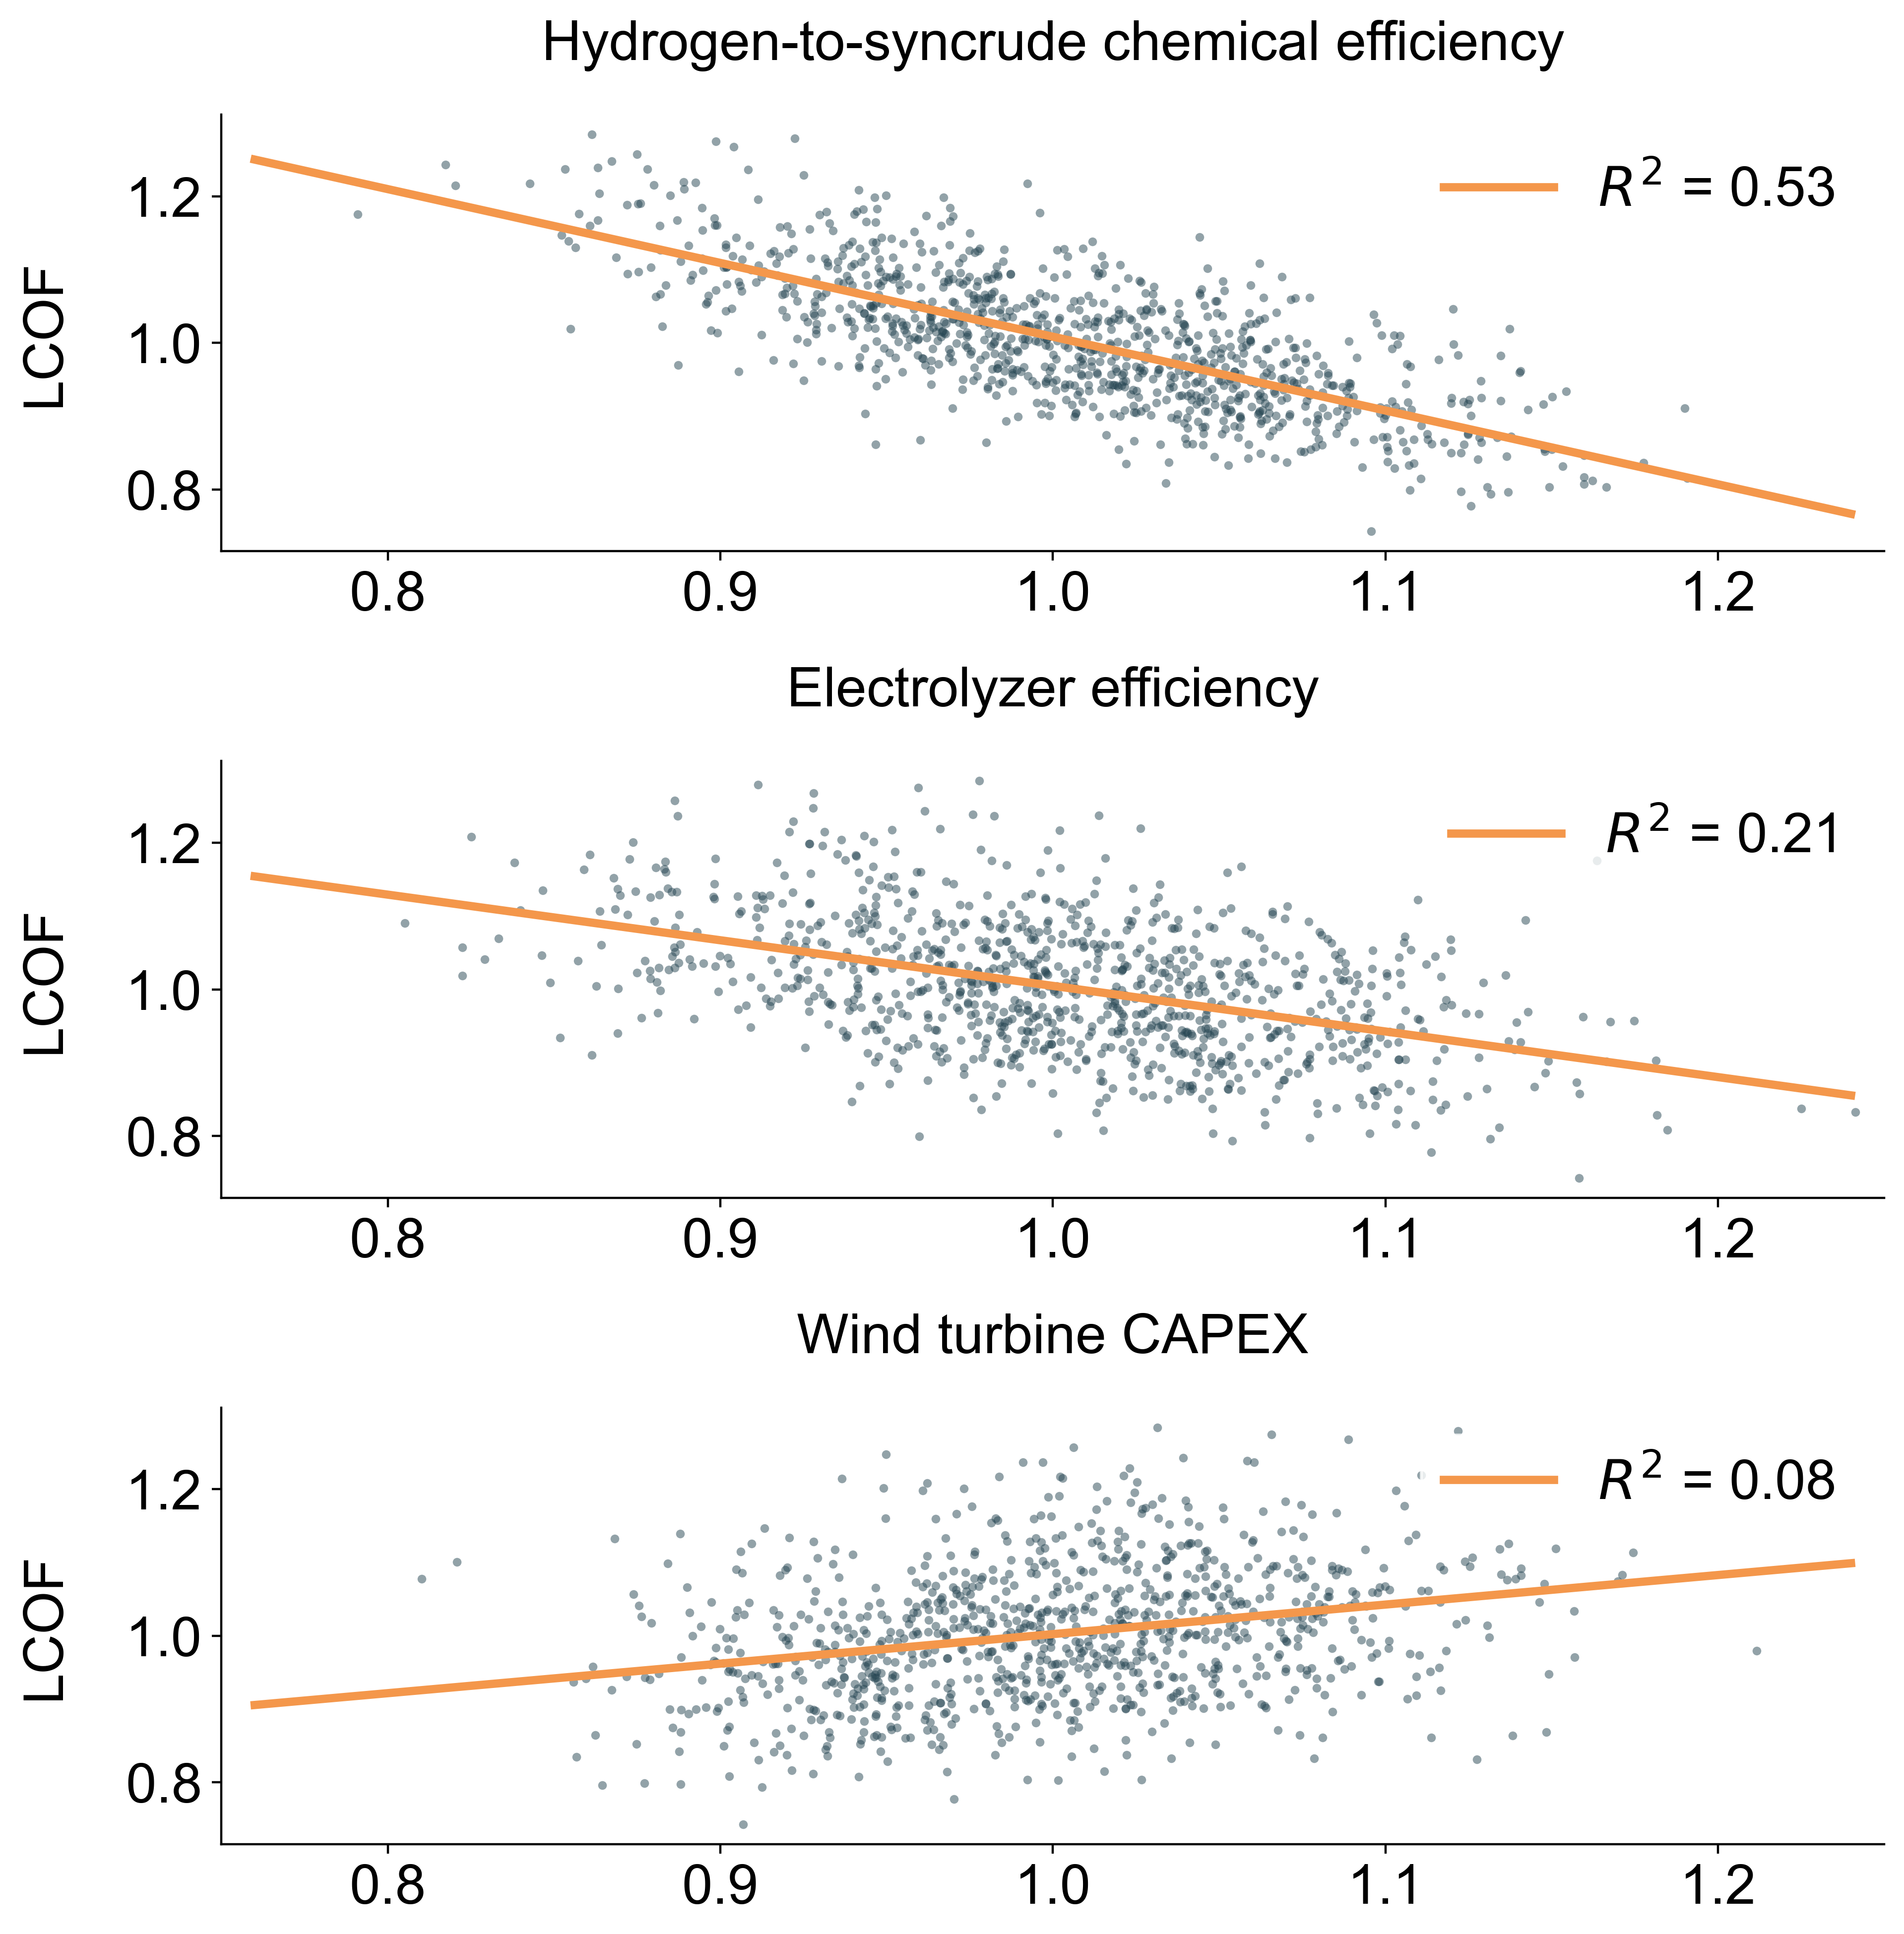 Hydrogen-to-syncrude chemical efficiency
LCOF
1.2
1.0
0.8
R² = 0.53
0.8 0.9 1.0 1.1 1.2
Electrolyzer efficiency
LCOF
1.2
1.0
0.8
R² = 0.21
0.8 0.9 1.0 1.1 1.2
Wind turbine CAPEX
LCOF
1.2
1.0
0.8
R² = 0.08
0.8 0.9 1.0 1.1 1.2